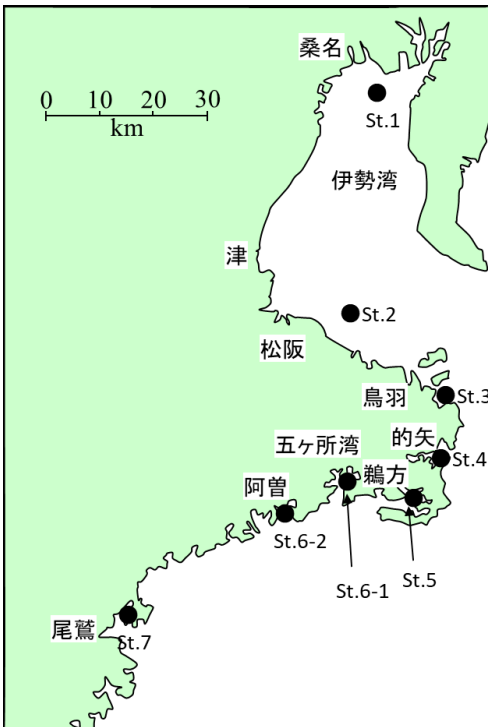 桑名
0 10 20 30
km
St.1
伊勢湾
津
St.2
松阪
鳥羽
St.3
的矢
St.4
五ヶ所湾
鵜方
阿曽
St.6-2
St.5
St.6-1
尾鷲
St.7